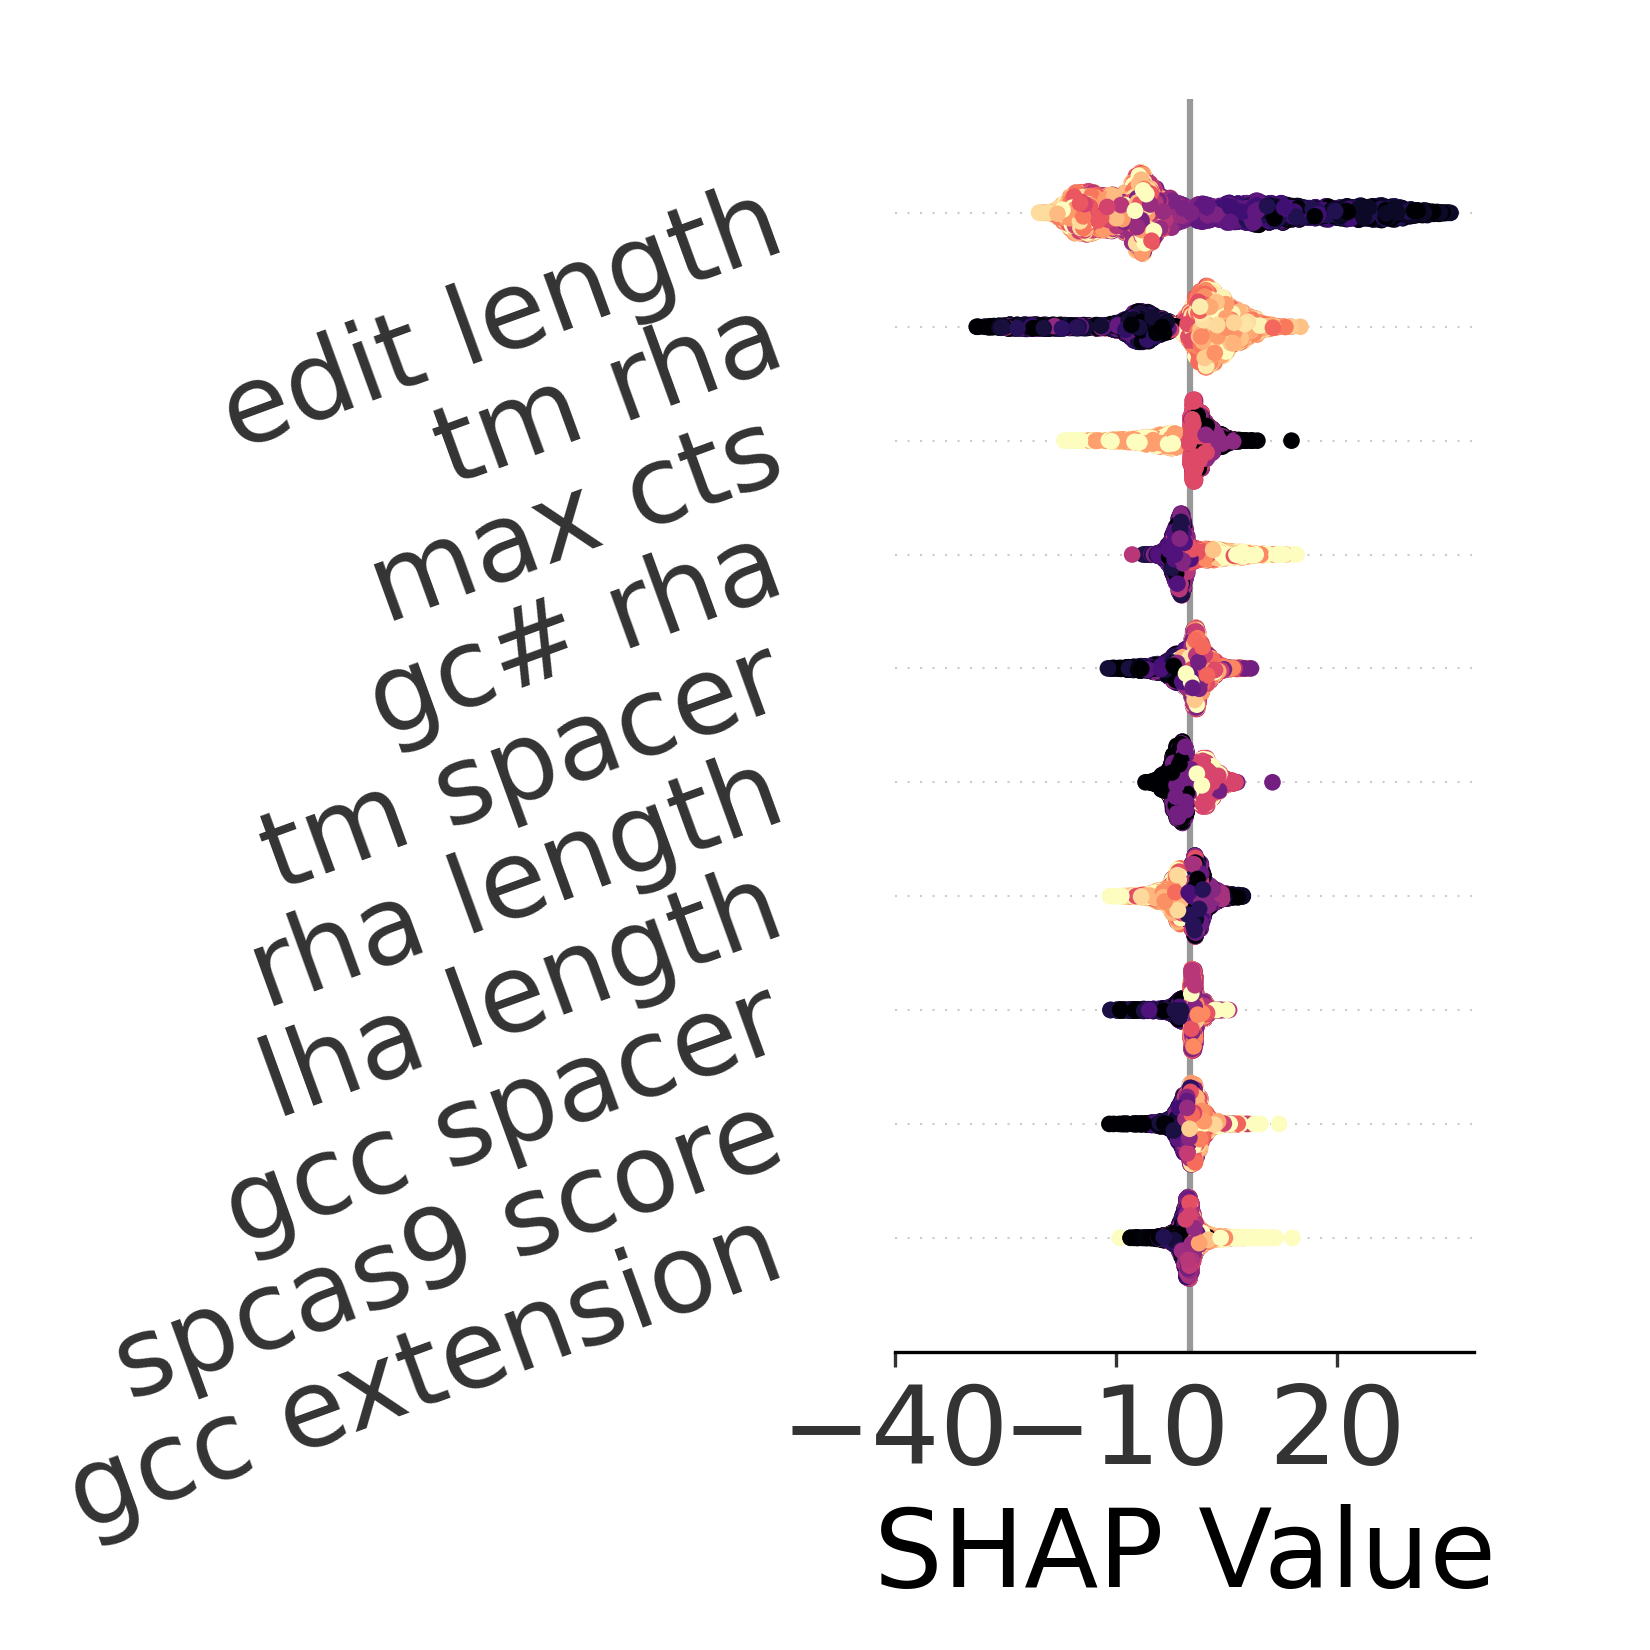 edit length
tm rha
max cts
gc# rha
tm spacer
rha length
lha length
gcc spacer
spcas9 score
gcc extension
−40 −10 20
SHAP Value